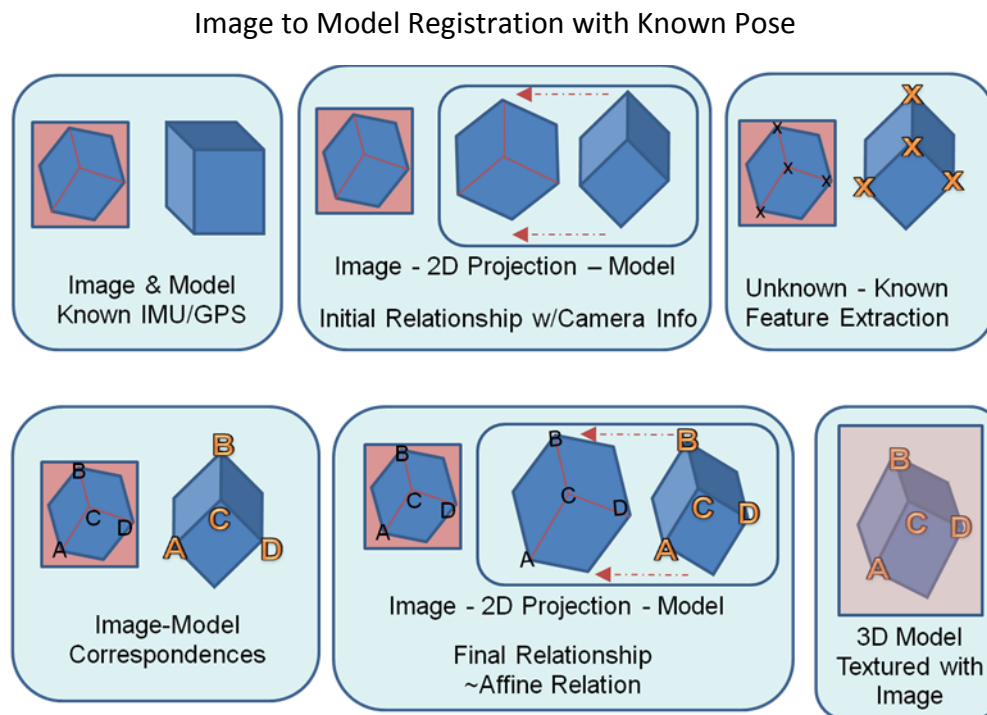 Image to Model Registration with Known Pose
Image & Model
Known IMU/GPS
Image - 2D Projection – Model
Initial Relationship w/Camera Info
X
X
X
X
X
X
X
X
Unknown - Known
Feature Extraction
B
C
D
A
B
C
A
D
Image-Model
Correspondences
B
C
D
A
B
C
D
A
B
C
D
A
Image - 2D Projection - Model
Final Relationship
~Affine Relation
B
C
D
A
3D Model
Textured with
Image